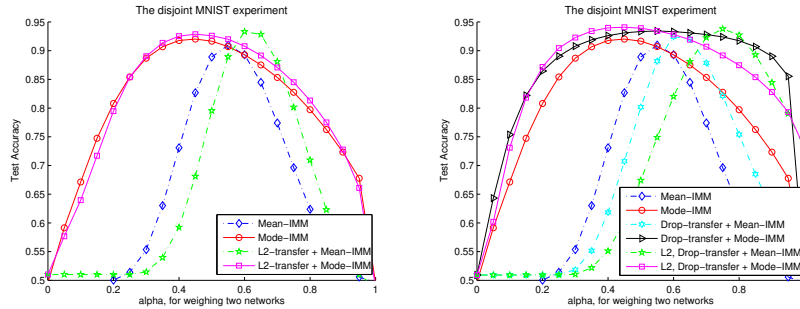 The disjoint MNIST experiment
Test Accuracy
0.95
0.9
0.85
0.8
0.75
0.7
0.65
0.6
0.55
0.5
0
0.2
0.4
0.6
0.8
1
alpha, for weighing two networks
Mean−IMM
Mode−IMM
L2−transfer + Mean−IMM
L2−transfer + Mode−IMM
The disjoint MNIST experiment
Test Accuracy
0.95
0.9
0.85
0.8
0.75
0.7
0.65
0.6
0.55
0.5
0
0.2
0.4
0.6
0.8
1
alpha, for weighing two networks
Mean−IMM
Mode−IMM
Drop−transfer + Mean−IMM
Drop−transfer + Mode−IMM
L2, Drop−transfer + Mean−IMM
L2, Drop−transfer + Mode−IMM